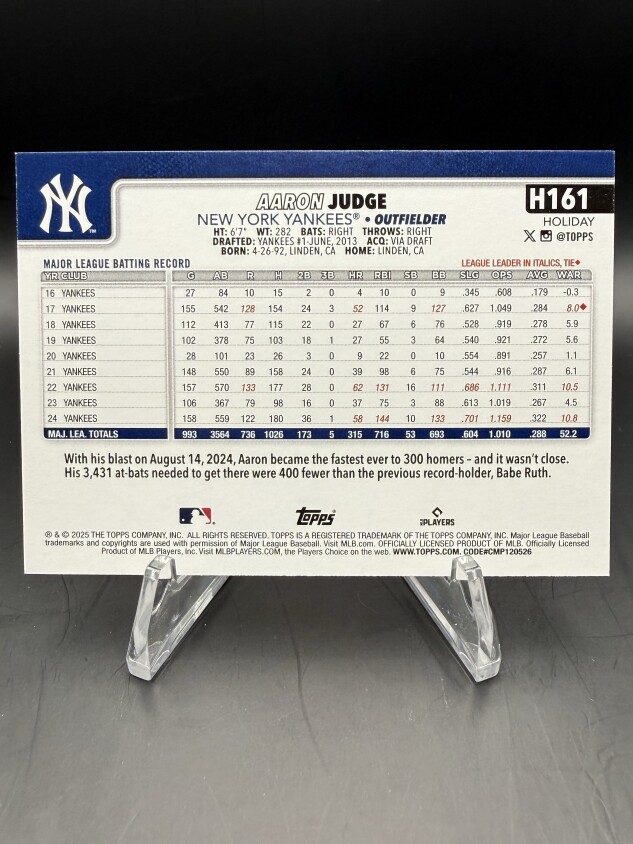 NY
TM
AARON JUDGE
NEW YORK YANKEES® • OUTFIELDER
HT: 6'7" WT: 282 BATS: RIGHT THROWS: RIGHT
DRAFTED: YANKEES #1-JUNE, 2013 ACQ: VIA DRAFT
BORN: 4-26-92, LINDEN, CA HOME: LINDEN, CA
H161
HOLIDAY
X @TOPPS
MAJOR LEAGUE BATTING RECORD LEAGUE LEADER IN ITALICS, TIE◆
YR CLUB G AB R H 2B 3B HR RBI SB BB SLG OPS AVG WAR
16 YANKEES 27 84 10 15 2 0 4 10 0 9 .345 .608 .179 -0.3
17 YANKEES 155 542 128 154 24 3 52 114 9 127 .627 1.049 .284 8.0◆
18 YANKEES 112 413 77 115 22 0 27 67 6 76 .528 .919 .278 5.9
19 YANKEES 102 378 75 103 18 1 27 55 3 64 .540 .921 .272 5.6
20 YANKEES 28 101 23 26 3 0 9 22 0 10 .554 .891 .257 1.1
21 YANKEES 148 550 89 158 24 0 39 98 6 75 .544 .916 .287 6.1
22 YANKEES 157 570 133 177 28 0 62 131 16 111 .686 1.111 .311 10.5
23 YANKEES 106 367 79 98 16 0 37 75 3 88 .613 1.019 .267 4.5
24 YANKEES 158 559 122 180 36 1 58 144 10 133 .701 1.159 .322 10.8
MAJ. LEA. TOTALS 993 3564 736 1026 173 5 315 716 53 693 .604 1.010 .288 52.2
With his blast on August 14, 2024, Aaron became the fastest ever to 300 homers – and it wasn't close.
His 3,431 at-bats needed to get there were 400 fewer than the previous record-holder, Babe Ruth.
Topps
PLAYERS
® & © 2025 THE TOPPS COMPANY, INC. ALL RIGHTS RESERVED. TOPPS IS A REGISTERED TRADEMARK OF THE TOPPS COMPANY, INC. Major League Baseball
trademarks and copyrights are used with permission of Major League Baseball. Visit MLB.com. OFFICIALLY LICENSED PRODUCT OF MLB. Officially Licensed
Product of MLB Players, Inc. Visit MLBPLAYERS.COM, the Players Choice on the web. WWW.TOPPS.COM. CODE#CMP120526